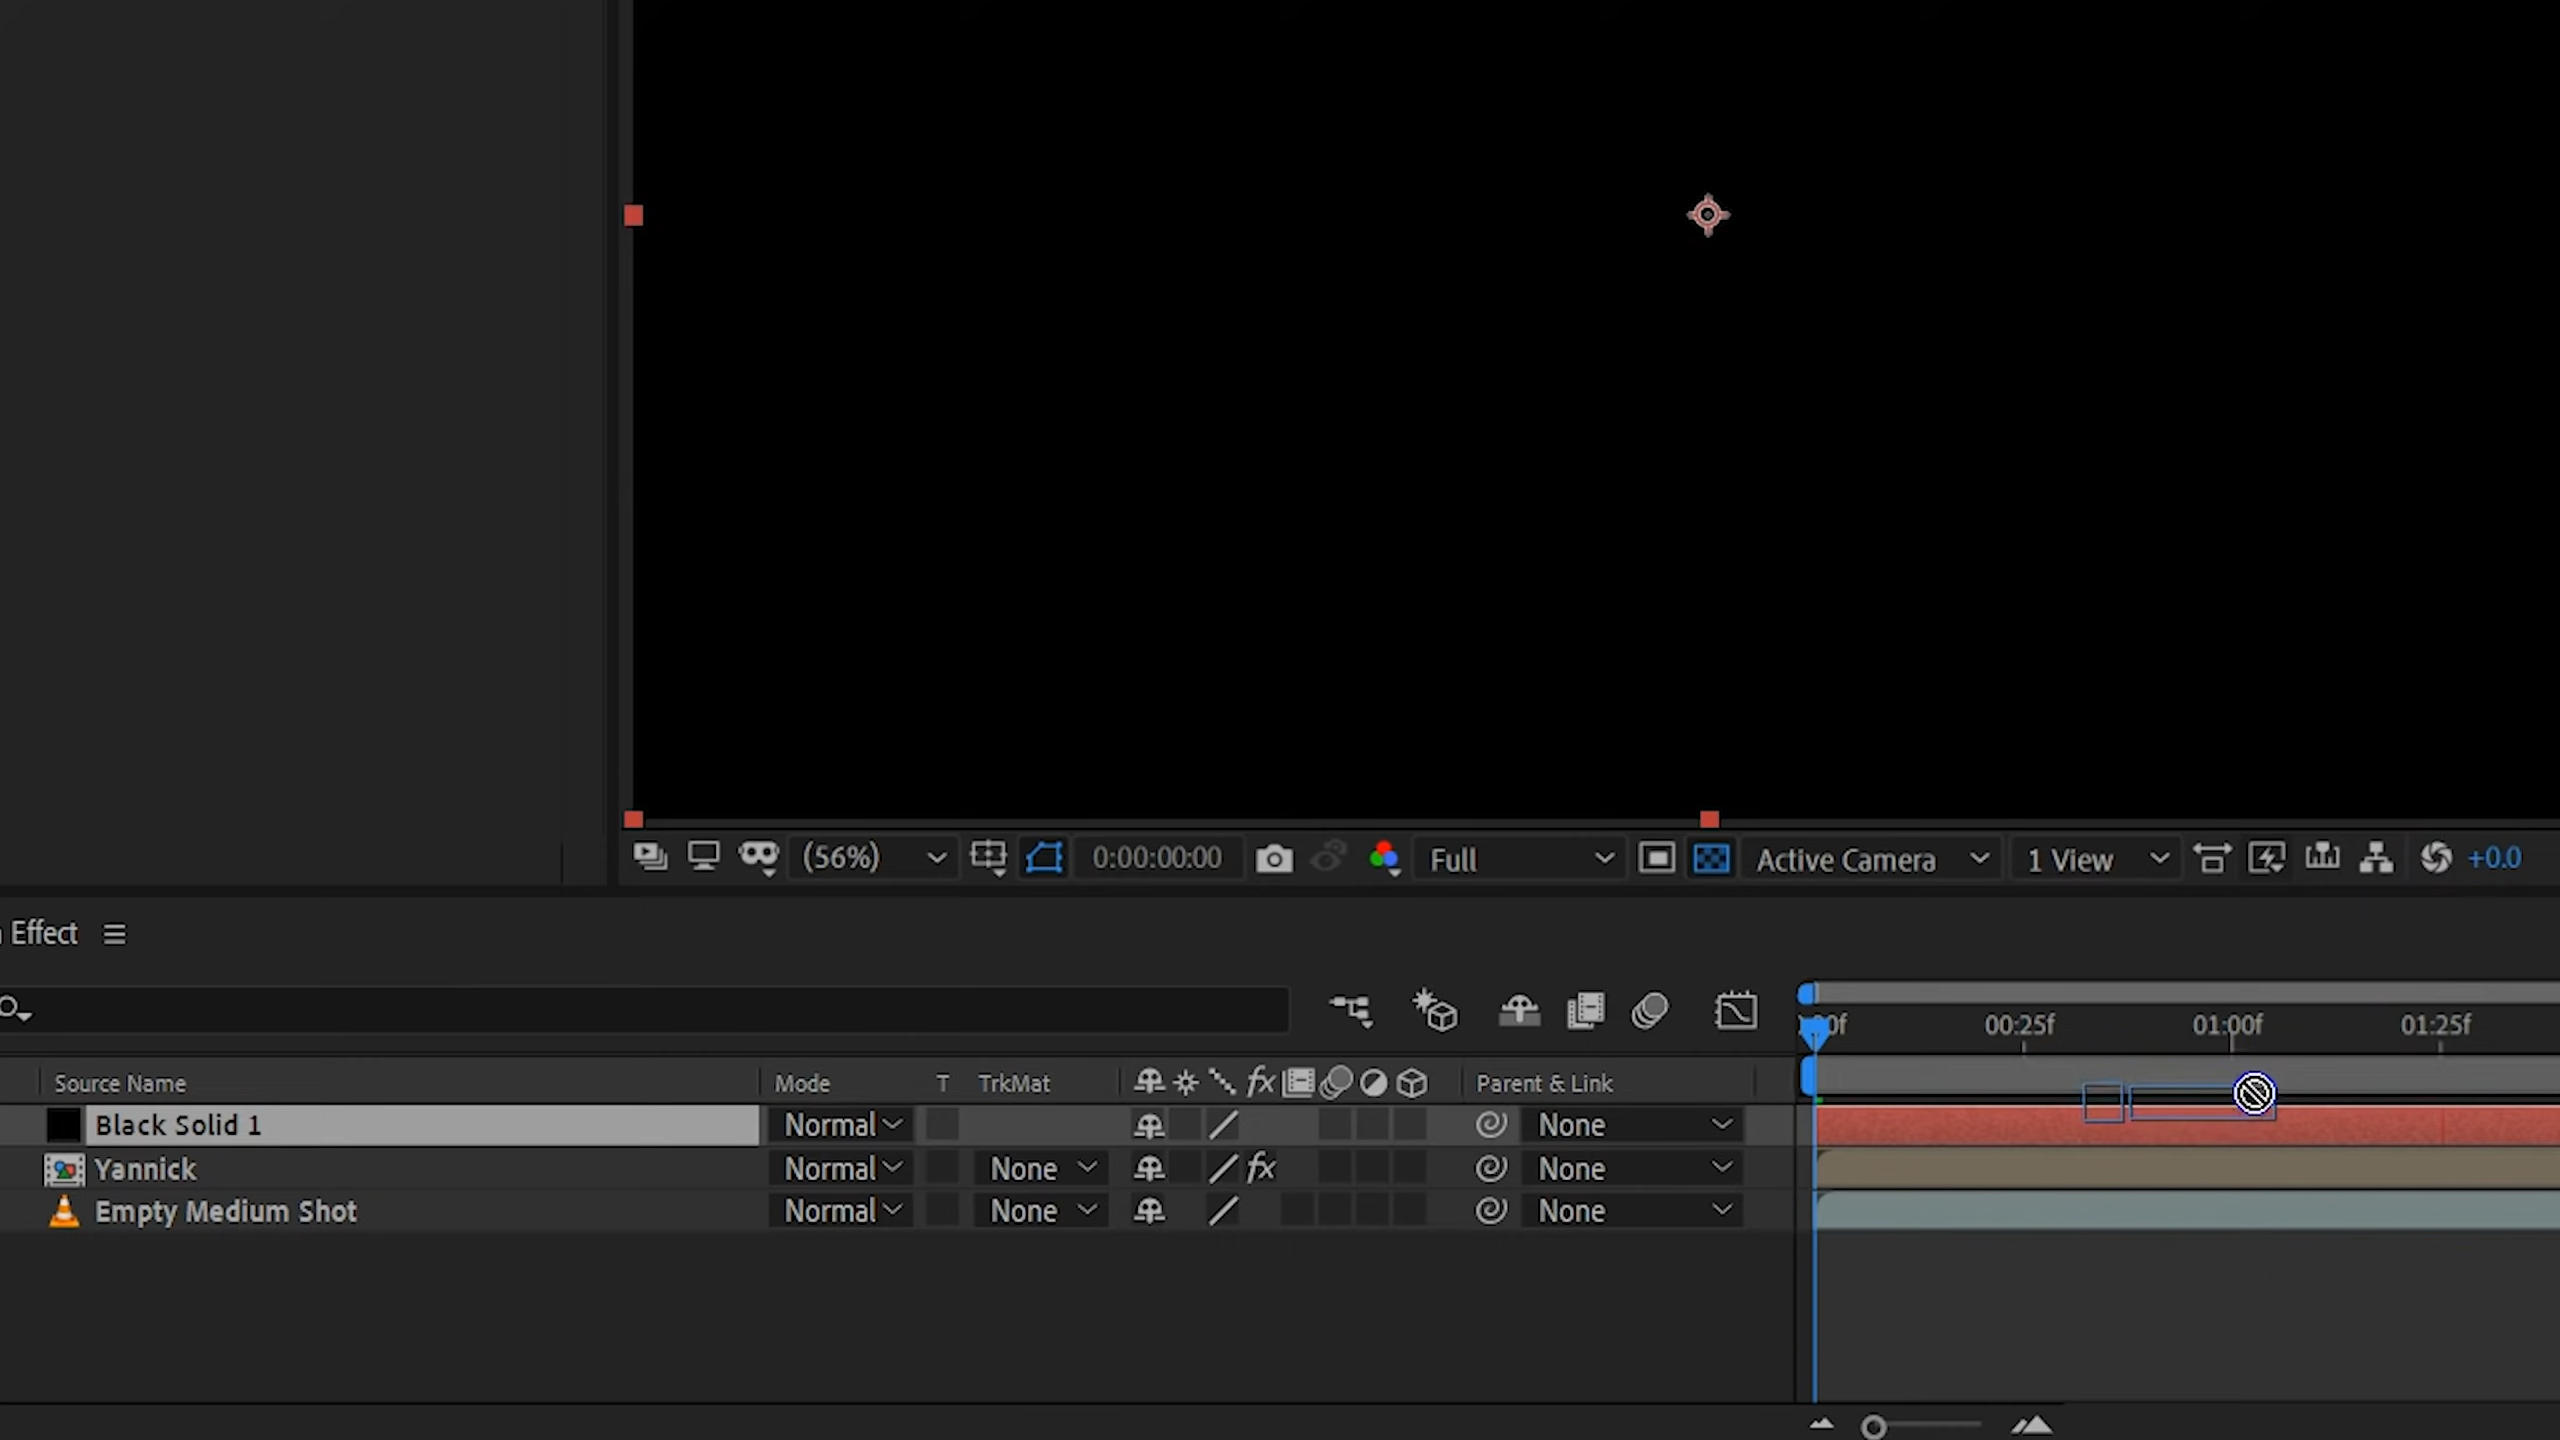 (56%) 0:00:00:00 Full Active Camera 1 View +0.0
Effect
00:25f 01:00f 01:25f
Source Name Mode T TrkMat fx Parent & Link
Black Solid 1 Normal None
Yannick Normal None fx None
Empty Medium Shot Normal None None